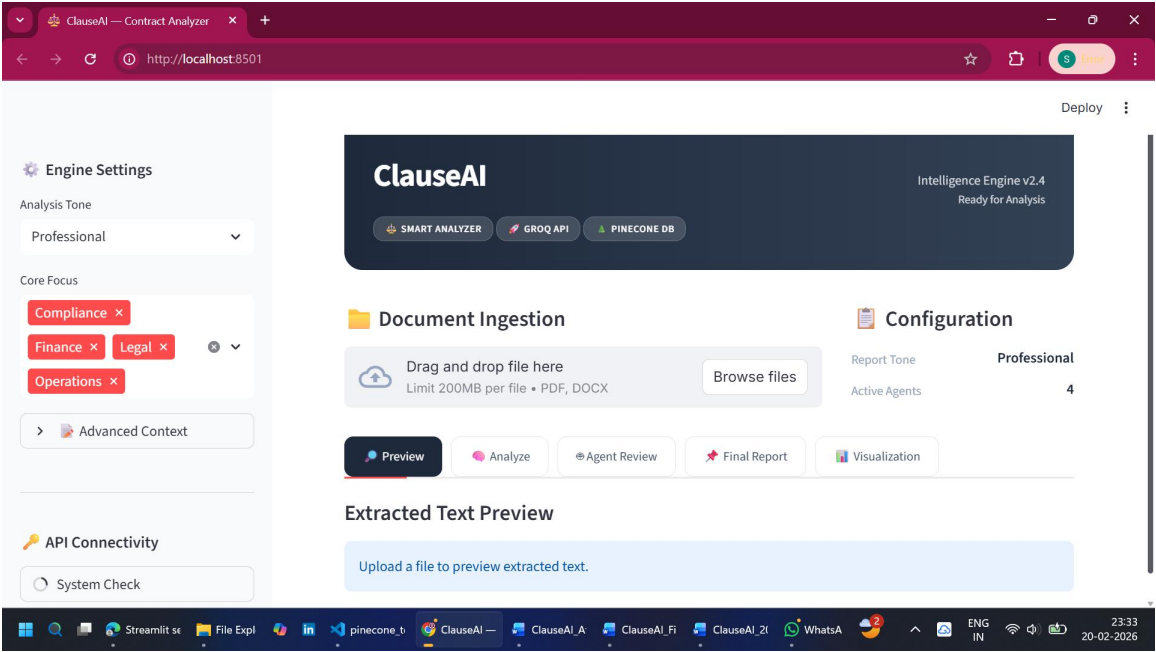 ClauseAI — Contract Analyzer
http://localhost:8501
S
Deploy
Engine Settings
Analysis Tone
Professional
Core Focus
Compliance ×
Finance × Legal ×
Operations ×
Advanced Context
API Connectivity
System Check
ClauseAI
Intelligence Engine v2.4
Ready for Analysis
SMART ANALYZER GROQ API PINECONE DB
Document Ingestion
Drag and drop file here
Limit 200MB per file • PDF, DOCX
Browse files
Configuration
Report Tone Professional
Active Agents 4
Preview Analyze Agent Review Final Report Visualization
Extracted Text Preview
Upload a file to preview extracted text.
Streamlit se File Expl pinecone_t ClauseAI — ClauseAI_A ClauseAI_Fi ClauseAI_2( WhatsA 2
ENG
IN
23:33
20-02-2026